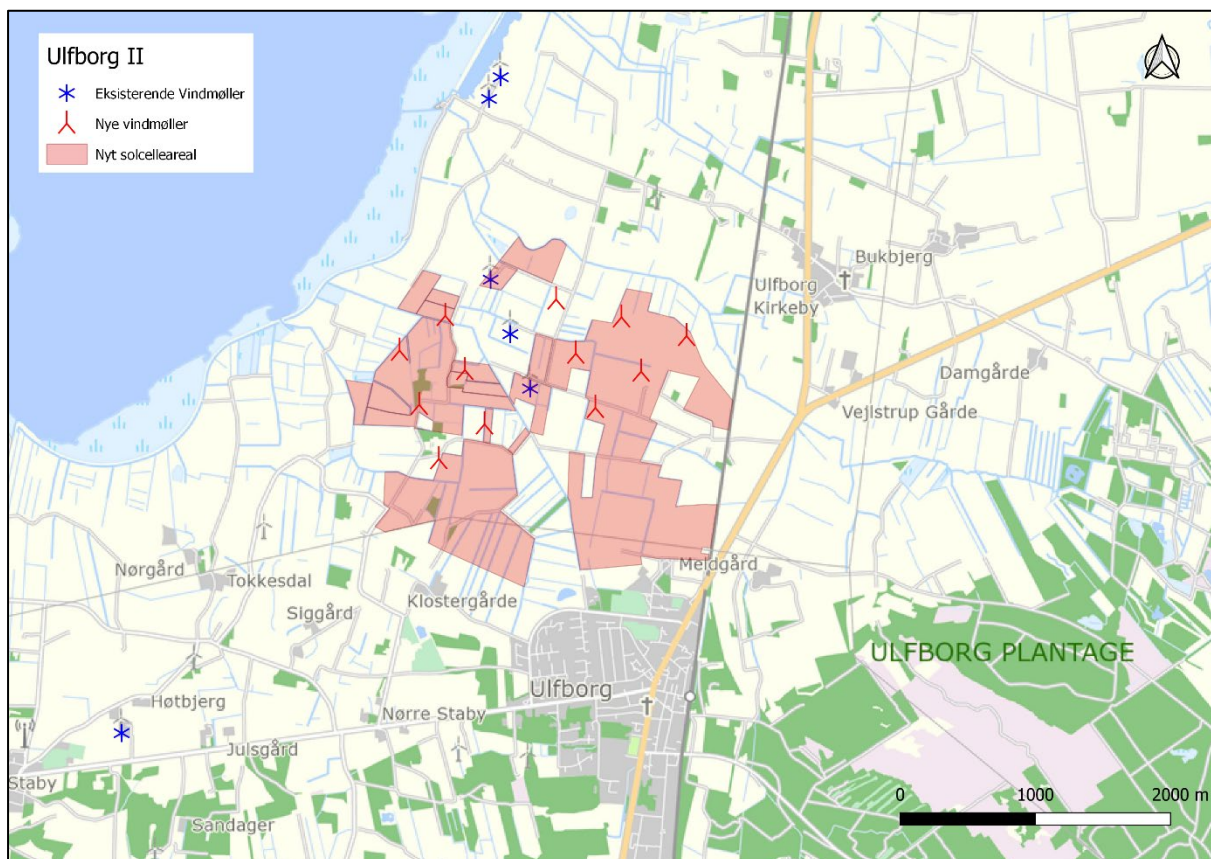 Ulfborg II
Eksisterende Vindmøller
Nye vindmøller
Nyt solcelleareal
Bukbjerg
Ulfborg
Kirkeby
Damgårde
Vejlstrup Gårde
Meldgård
Nørgård
Tokkesdal
Klostergårde
Siggård
ULFBORG PLANTAGE
Ulfborg
Høtbjerg
Nørre Staby
Julsgård
Staby
Sandager
0 1000 2000 m